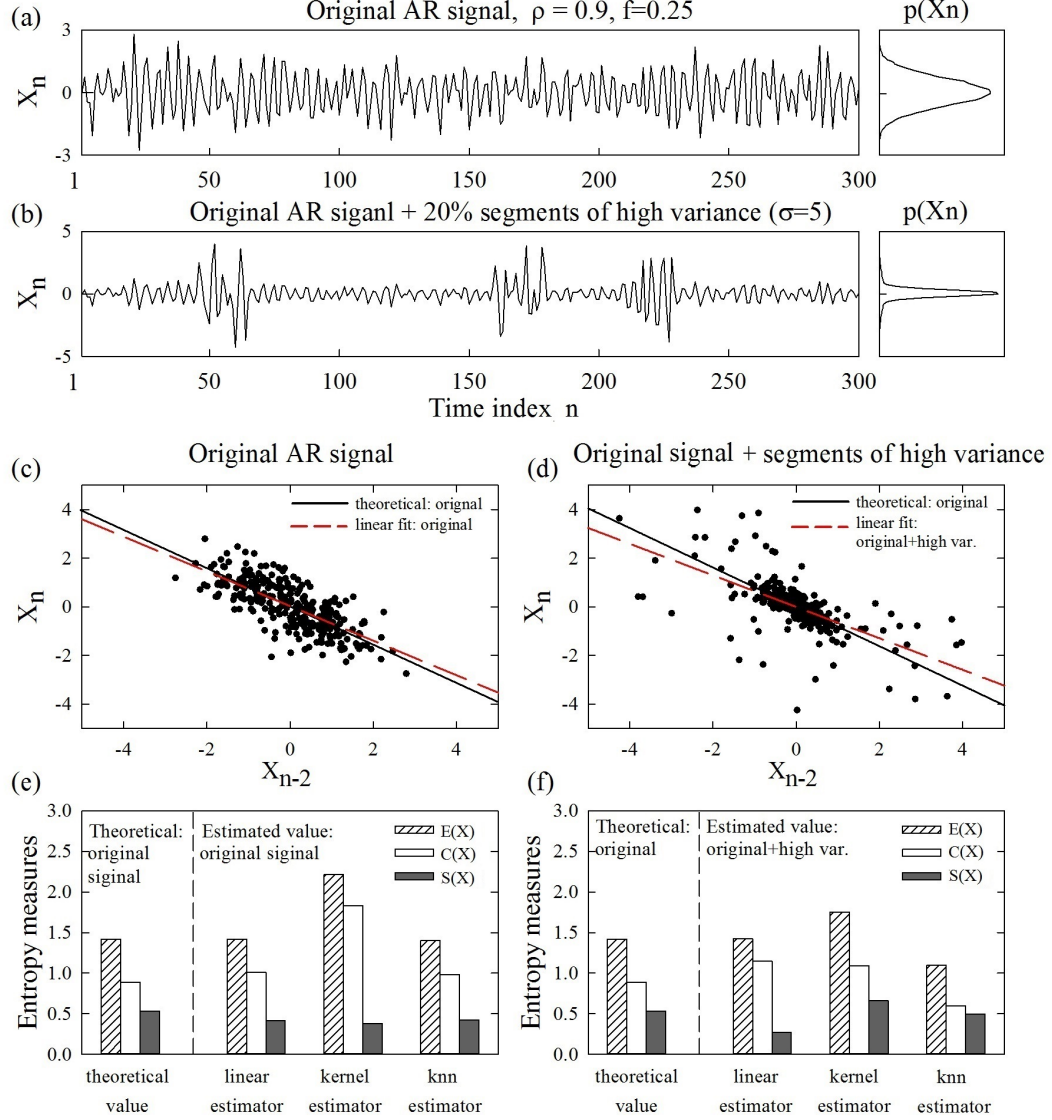 (a) Original AR signal, ρ = 0.9, f=0.25 p(Xn)
3
0
-3
Xn
1 50 100 150 200 250 300
(b) Original AR siganl + 20% segments of high variance (σ=5) p(Xn)
5
0
-5
Xn
1 50 100 150 200 250 300
Time index n
(c) Original AR signal
4
2
0
-2
-4
Xn
theoretical: orignal
linear fit: original
-4 -2 0 2 4
Xn-2
(d) Original signal + segments of high variance
4
2
0
-2
-4
Xn
theoretical: original
linear fit:
original+high var.
-4 -2 0 2 4
Xn-2
(e)
3.0
2.5
2.0
1.5
1.0
0.5
0.0
Entropy measures
Theoretical:
original
siginal
Estimated value:
original siginal
E(X)
C(X)
S(X)
theoretical value
linear estimator
kernel estimator
knn estimator
(f)
3.0
2.5
2.0
1.5
1.0
0.5
0.0
Entropy measures
Theoretical:
original
Estimated value:
original+high var.
E(X)
C(X)
S(X)
theoretical value
linear estimator
kernel estimator
knn estimator